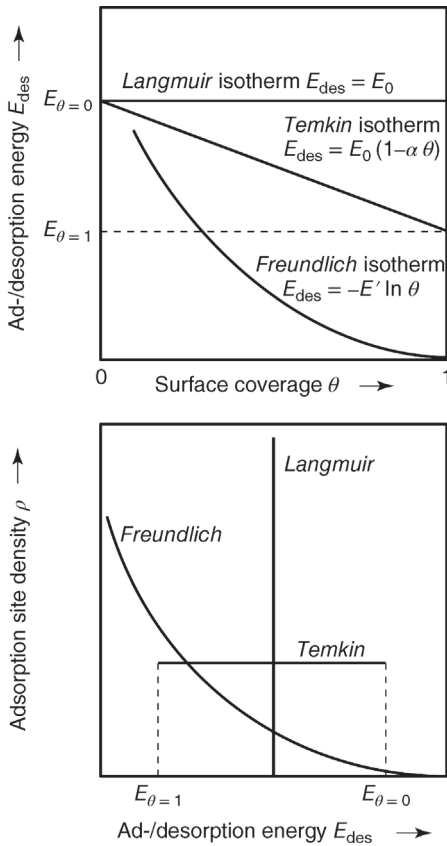 Ad-/desorption energy E_des →
Langmuir isotherm E_des = E_0
E_θ=0
Temkin isotherm
E_des = E_0 (1–α θ)
E_θ=1
Freundlich isotherm
E_des = –E′ ln θ
0
1
Surface coverage θ →
Adsorption site density ρ →
Langmuir
Freundlich
Temkin
E_θ=1
E_θ=0
Ad-/desorption energy E_des →